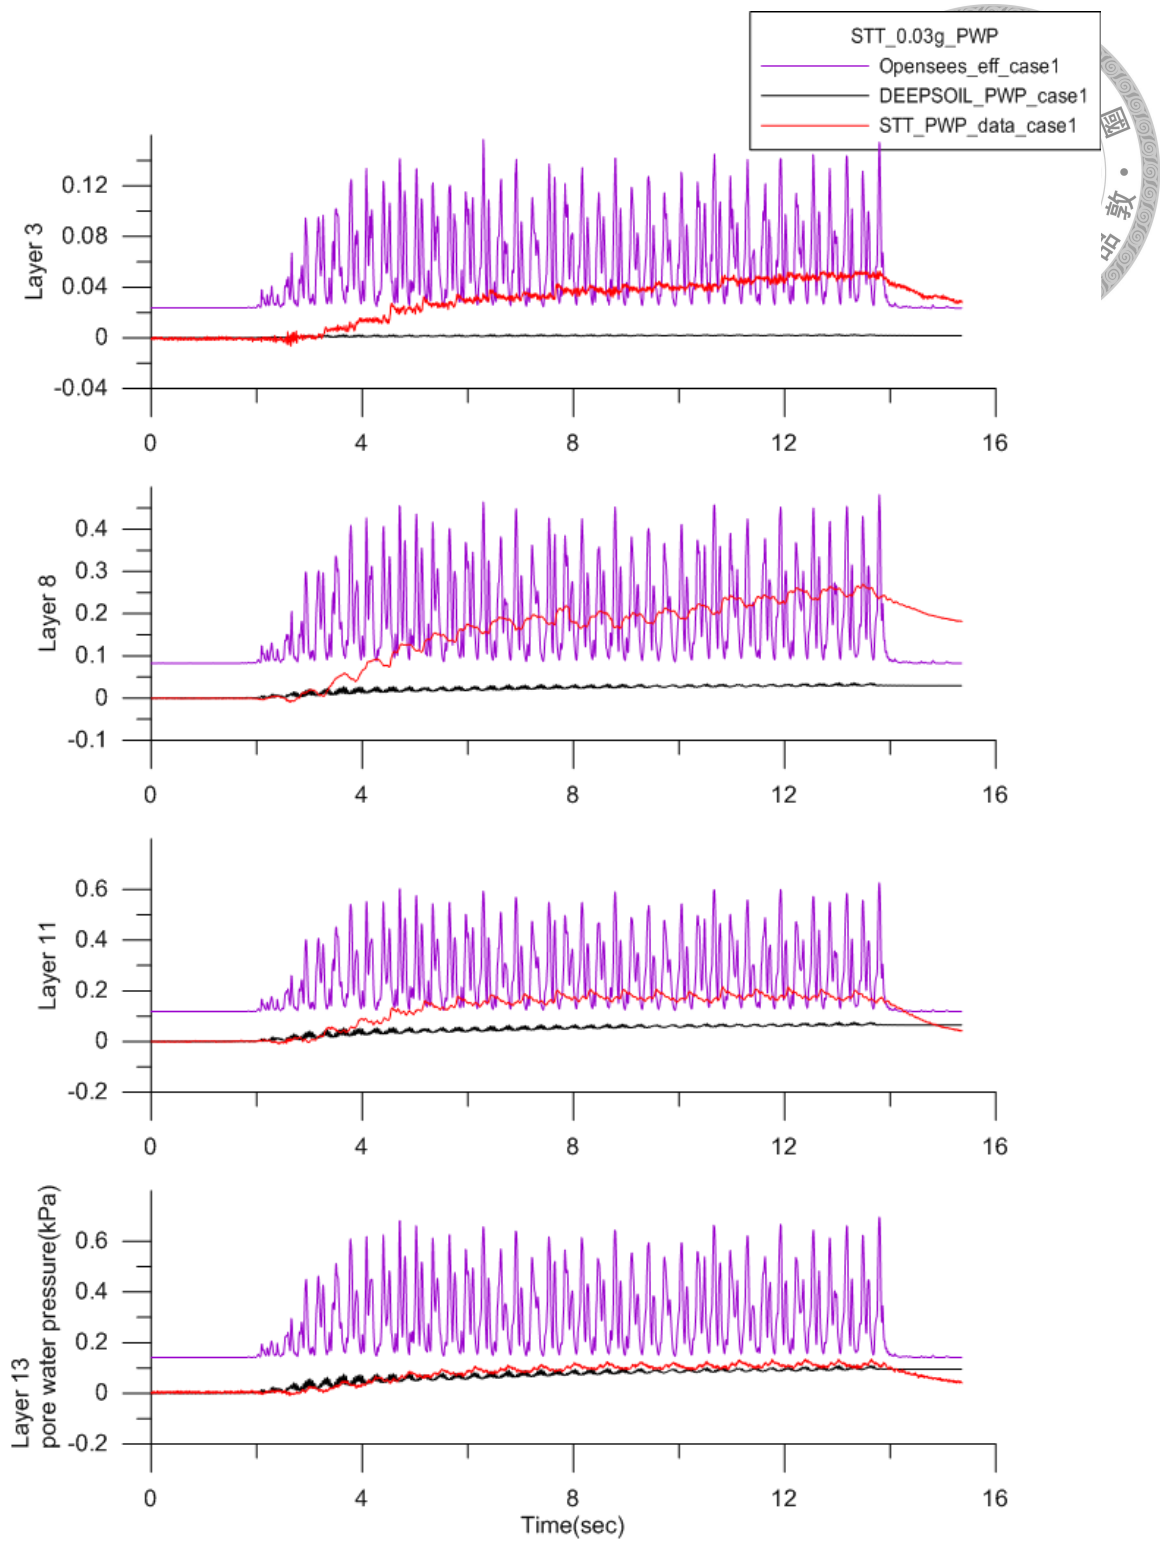 STT_0.03g_PWP
Opensees_eff_case1
DEEPSOIL_PWP_case1
STT_PWP_data_case1
國
敦
品
Layer 3
0.12
0.08
0.04
0
-0.04
0 4 8 12 16
Layer 8
0.4
0.3
0.2
0.1
0
-0.1
0 4 8 12 16
Layer 11
0.6
0.4
0.2
0
-0.2
0 4 8 12 16
Layer 13
pore water pressure(kPa)
0.6
0.4
0.2
0
-0.2
0 4 8 12 16
Time(sec)